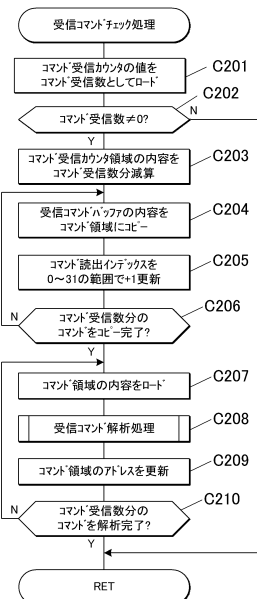 受信コマンドチェック処理
コマンド受信カウンタの値を
コマンド受信数としてロード
C201
C202
コマンド受信数≠0?
N
Y
コマンド受信カウンタ領域の内容を
コマンド受信数分減算
C203
受信コマンドバッファの内容を
コマンド領域にコピー
C204
コマンド読出インデックスを
0～31の範囲で+1更新
C205
C206
コマンド受信数分の
コマンドをコピー完了?
N
Y
コマンド領域の内容をロード
C207
受信コマンド解析処理
C208
コマンド領域のアドレスを更新
C209
C210
コマンド受信数分の
コマンドを解析完了?
N
Y
RET